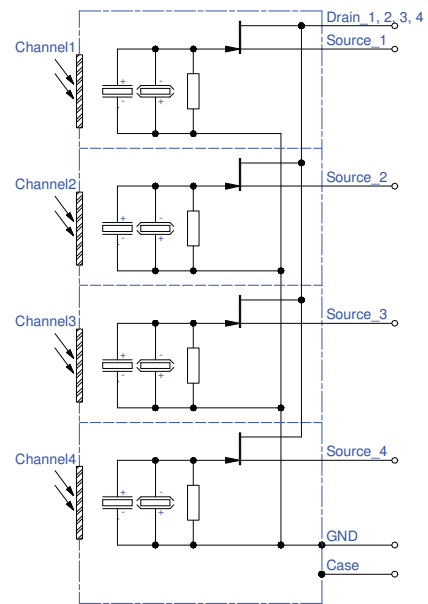 Drain_1, 2, 3, 4
Channel1
Source_1
+ -
- +
Channel2
Source_2
+ -
- +
Channel3
Source_3
+ -
- +
Channel4
Source_4
+ -
- +
GND
Case